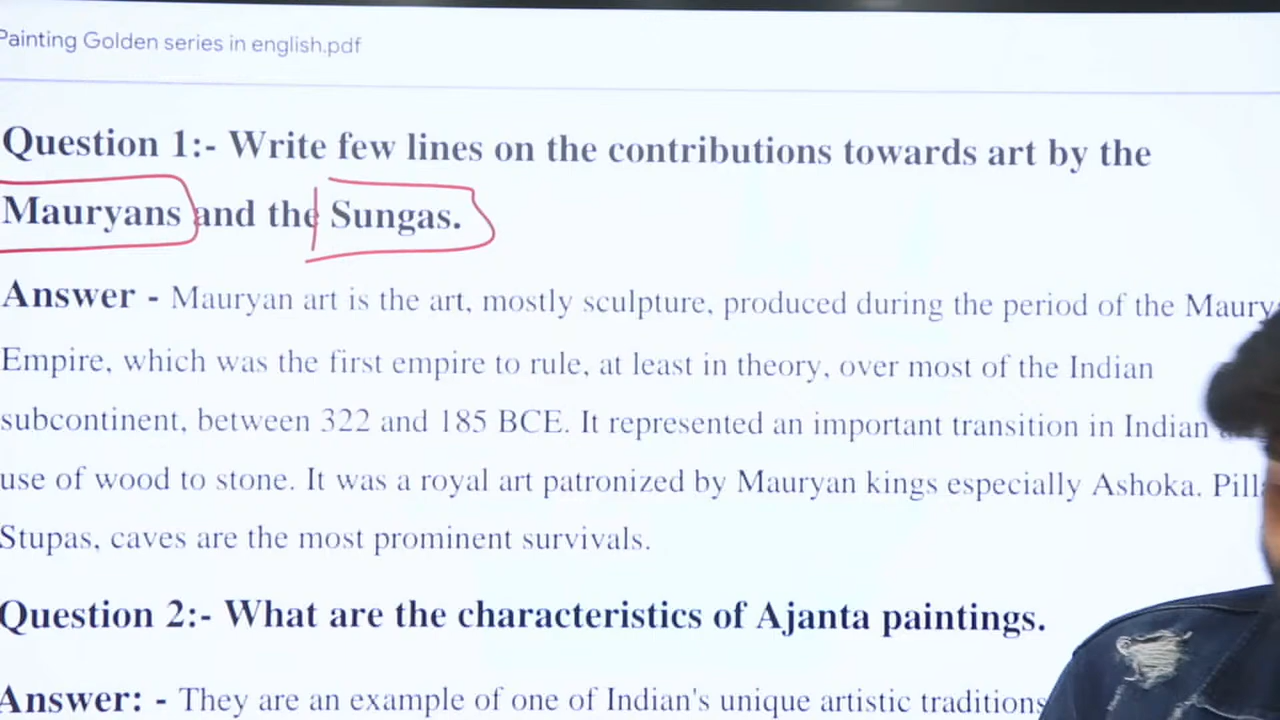 Painting Golden series in english.pdf
Question 1:- Write few lines on the contributions towards art by the
Mauryans and the Sungas.
Answer - Mauryan art is the art, mostly sculpture, produced during the period of the
Empire, which was the first empire to rule, at least in theory, over most of the Indian
subcontinent, between 322 and 185 BCE. It represented an important transition in Indian
use of wood to stone. It was a royal art patronized by Mauryan kings especially Ashoka.
Stupas, caves are the most prominent survivals.
Question 2:- What are the characteristics of Ajanta paintings.
Answer: - They are an example of one of Indian's unique artistic traditions